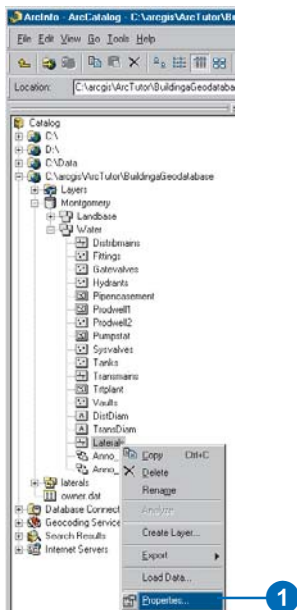 ArcInfo - ArcCatalog - C:\arcgis\ArcTutor\Bu
File Edit View Go Tools Help
Location: C:\arcgis\ArcTutor\BuildingaGeodataba
Catalog
C:\
D:\
C:\Data
C:\arcgis\ArcTutor\BuildingaGeodatabase
Layers
Montgomery
Landbase
Water
Distribmains
Fittings
Gatevalves
Hydrants
Pipencasement
Prodwell1
Prodwell2
Pumpstat
Sysvalves
Tanks
Transmains
Trtplant
Vaults
DistDiam
TransDiam
Laterals
Anno_
Anno_
laterals
owner.dat
Database Connect
Geocoding Service
Search Results
Internet Servers
Copy Ctrl+C
Delete
Rename
Analyze
Create Layer...
Export
Load Data...
Properties...
1